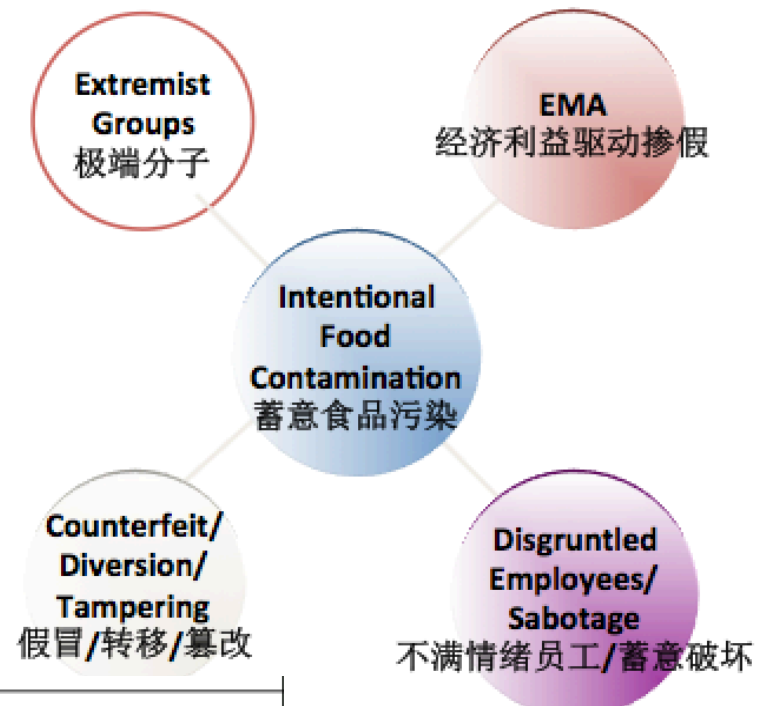 Extremist
Groups
极端分子
EMA
经济利益驱动掺假
Intentional
Food
Contamination
蓄意食品污染
Counterfeit/
Diversion/
Tampering
假冒/转移/篡改
Disgruntled
Employees/
Sabotage
不满情绪员工/蓄意破坏